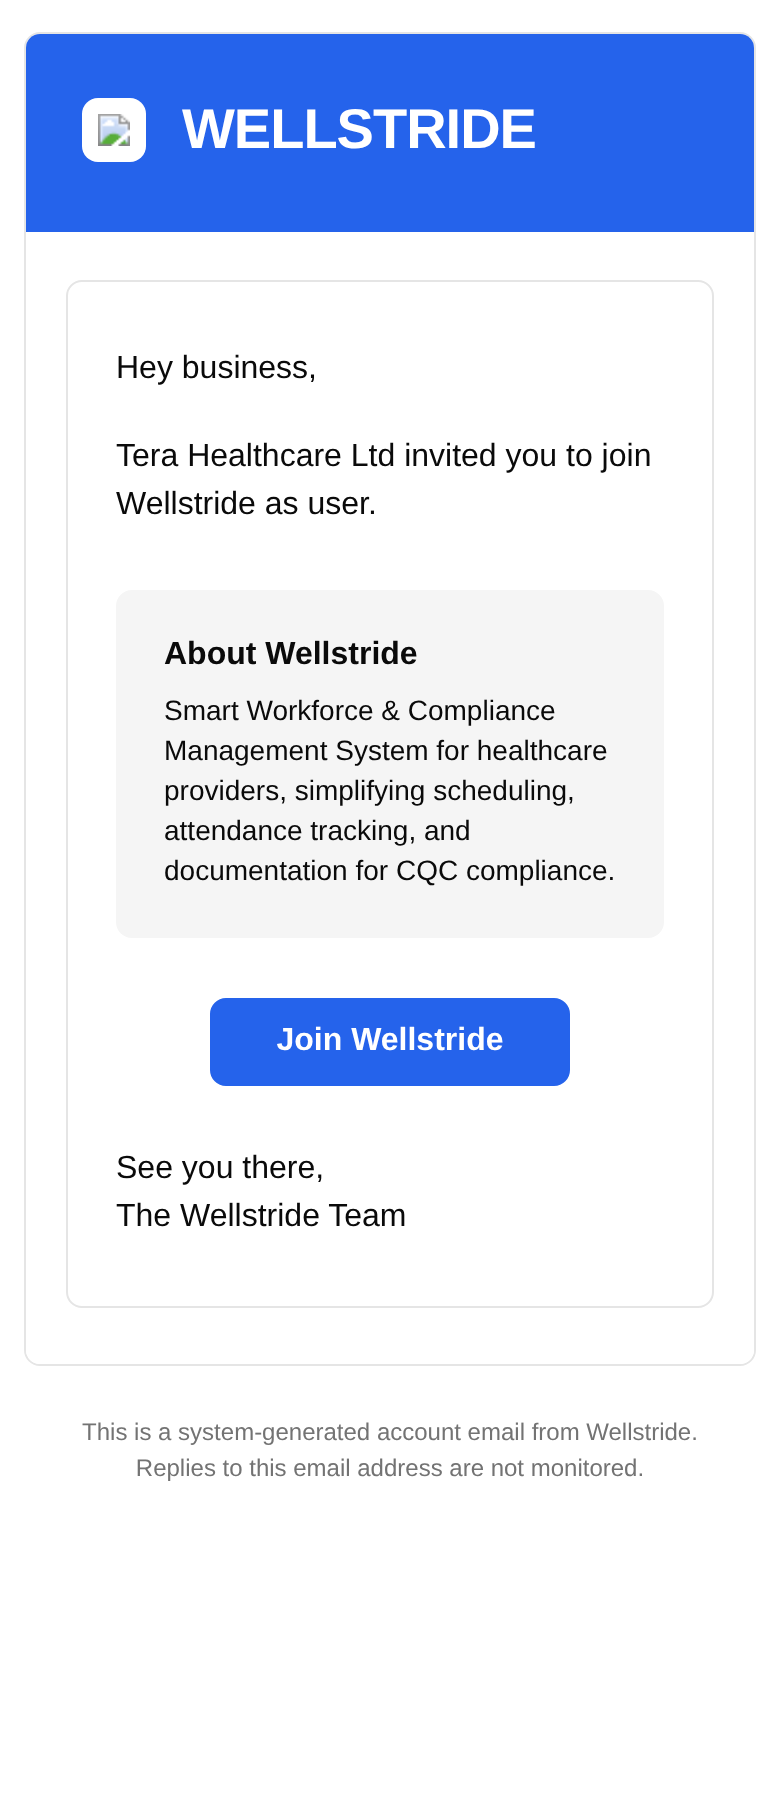 WELLSTRIDE
Hey business,
Tera Healthcare Ltd invited you to join
Wellstride as user.
About Wellstride
Smart Workforce & Compliance
Management System for healthcare
providers, simplifying scheduling,
attendance tracking, and
documentation for CQC compliance.
Join Wellstride
See you there,
The Wellstride Team
This is a system-generated account email from Wellstride.
Replies to this email address are not monitored.